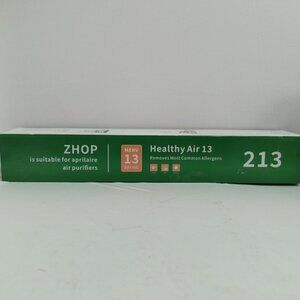 ZHOP
is suitable for aprilaire
air purifiers
MERV
13
RATING
Healthy Air 13
Removes Most Common Allergens
213